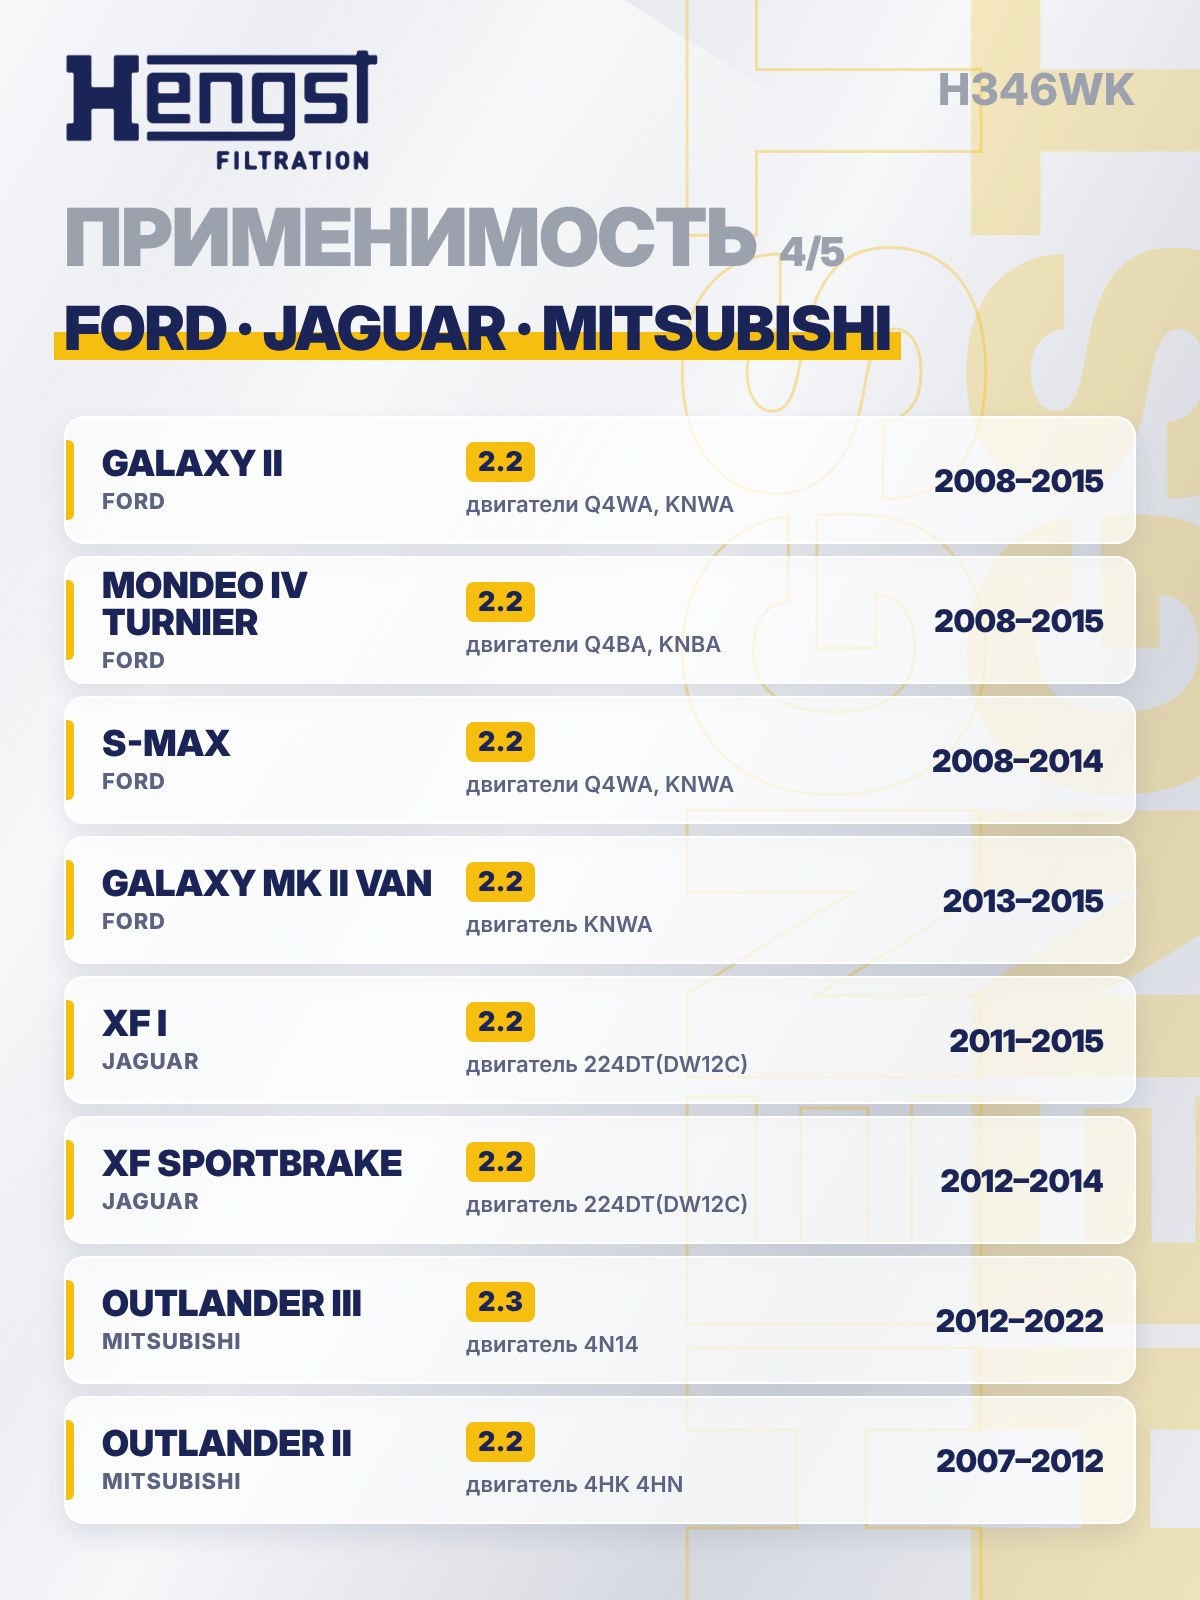 Hengst
FILTRATION
H346WK
ПРИМЕНИМОСТЬ 4/5
FORD · JAGUAR · MITSUBISHI
GALAXY II
FORD
2.2
двигатели Q4WA, KNWA
2008–2015
MONDEO IV
TURNIER
FORD
2.2
двигатели Q4BA, KNBA
2008–2015
S-MAX
FORD
2.2
двигатели Q4WA, KNWA
2008–2014
GALAXY MK II VAN
FORD
2.2
двигатель KNWA
2013–2015
XF I
JAGUAR
2.2
двигатель 224DT(DW12C)
2011–2015
XF SPORTBRAKE
JAGUAR
2.2
двигатель 224DT(DW12C)
2012–2014
OUTLANDER III
MITSUBISHI
2.3
двигатель 4N14
2012–2022
OUTLANDER II
MITSUBISHI
2.2
двигатель 4HK 4HN
2007–2012
HENGST
HENGST